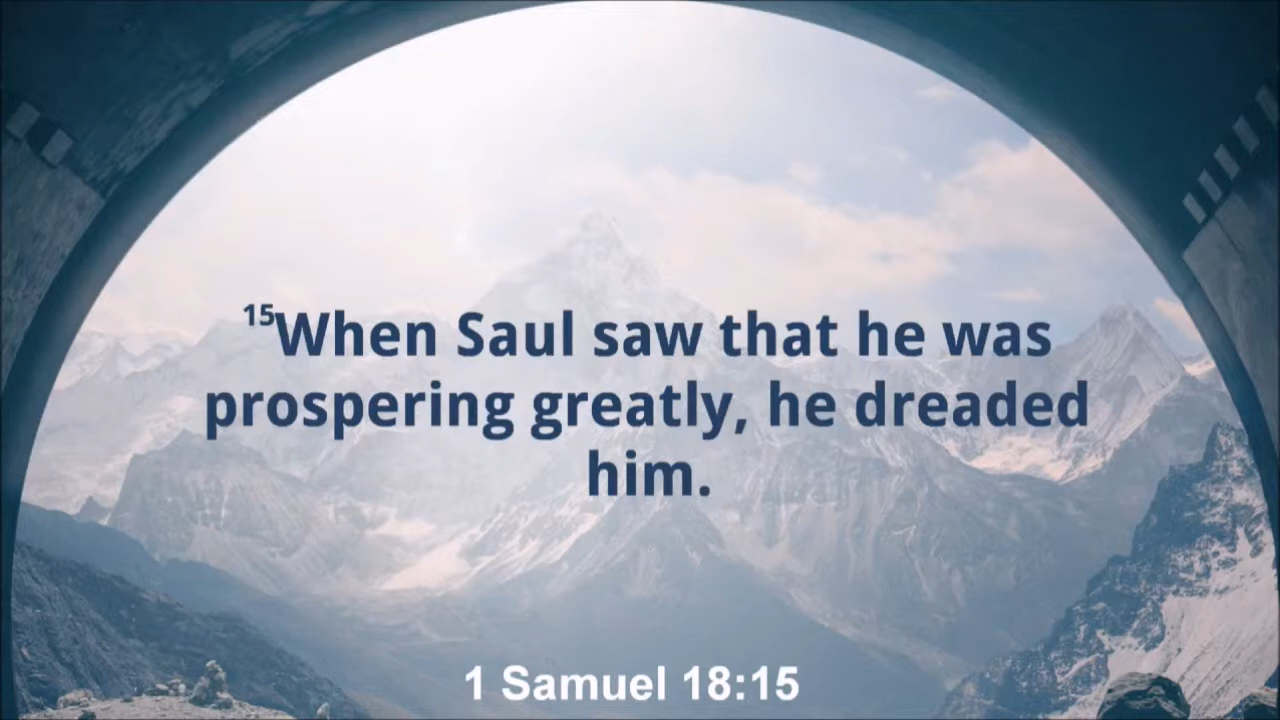 15When Saul saw that he was
prospering greatly, he dreaded
him.
1 Samuel 18:15